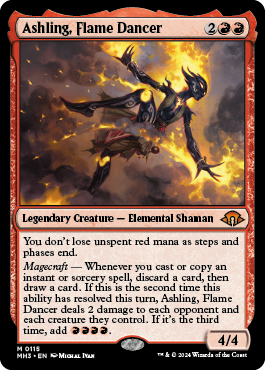 Ashling, Flame Dancer 2
Legendary Creature — Elemental Shaman
You don't lose unspent red mana as steps and
phases end.
Magecraft — Whenever you cast or copy an
instant or sorcery spell, discard a card, then
draw a card. If this is the second time this
ability has resolved this turn, Ashling, Flame
Dancer deals 2 damage to each opponent and
each creature they control. If it's the third
time, add
4/4
M 0115
MH3 • EN Michal Ivan
™ & © 2024 Wizards of the Coast